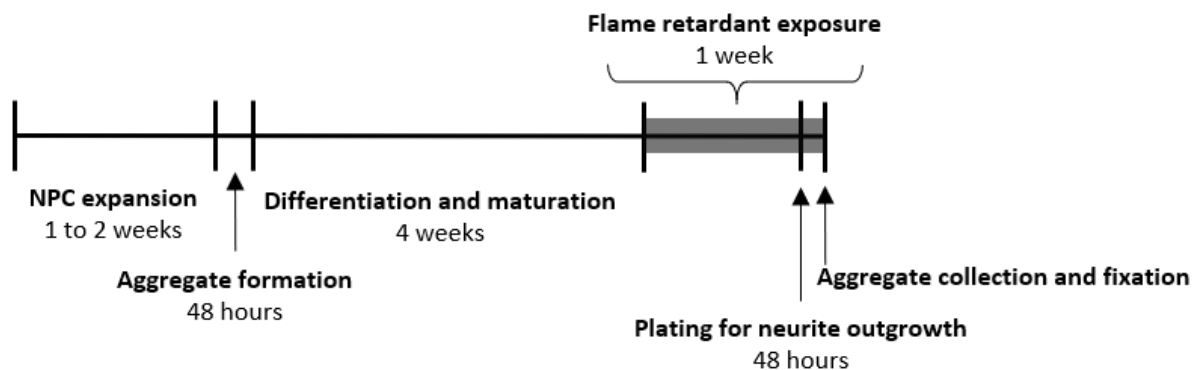 Flame retardant exposure
1 week
NPC expansion
1 to 2 weeks
Differentiation and maturation
4 weeks
Aggregate formation
48 hours
Aggregate collection and fixation
Plating for neurite outgrowth
48 hours